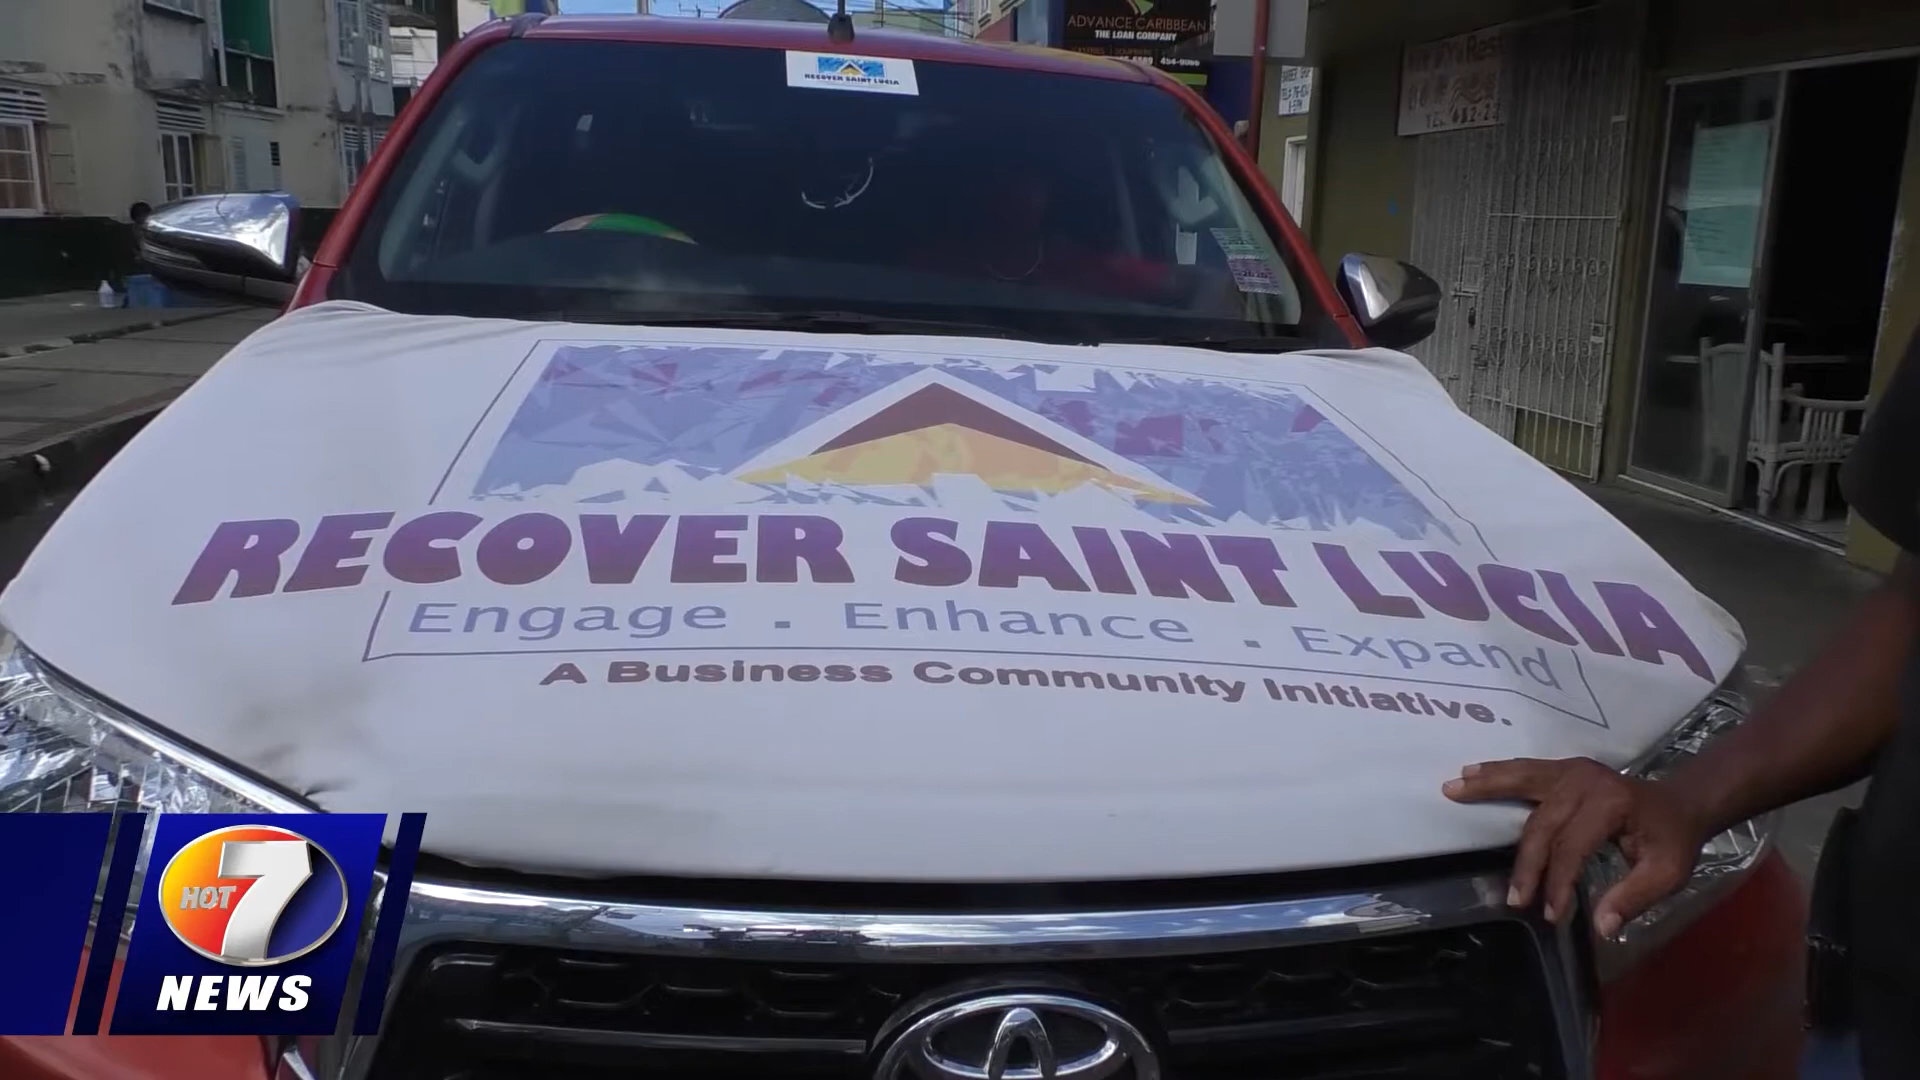 ADVANCE CARIBBEAN
THE LOAN COMPANY
RECOVER SAINT LUCIA
RECOVER SAINT LUCIA
Engage . Enhance . Expand
A Business Community Initiative.
HOT 7
NEWS